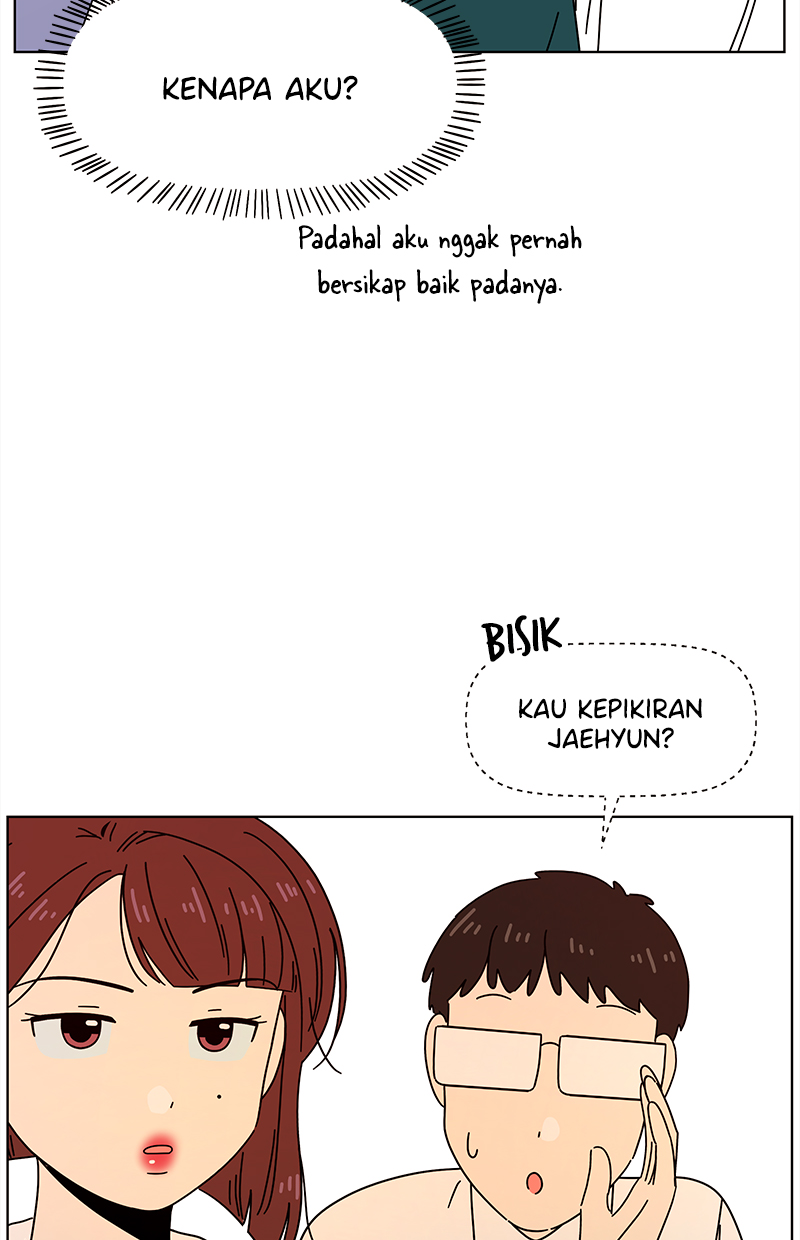 KENAPA AKU?
Padahal aku nggak pernah
bersikap baik padanya.
BISIK
KAU KEPIKIRAN
JAEHYUN?